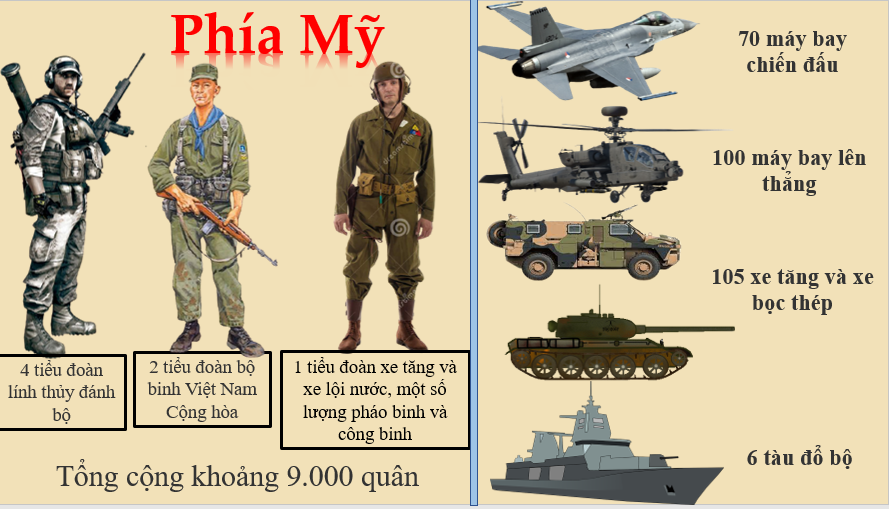 Phía Mỹ
4 tiểu đoàn
lính thủy đánh
bộ
2 tiểu đoàn bộ
binh Việt Nam
Cộng hòa
1 tiểu đoàn xe tăng và
xe lội nước, một số
lượng pháo binh và
công binh
Tổng cộng khoảng 9.000 quân
70 máy bay
chiến đấu
100 máy bay lên
thẳng
105 xe tăng và xe
bọc thép
6 tàu đổ bộ